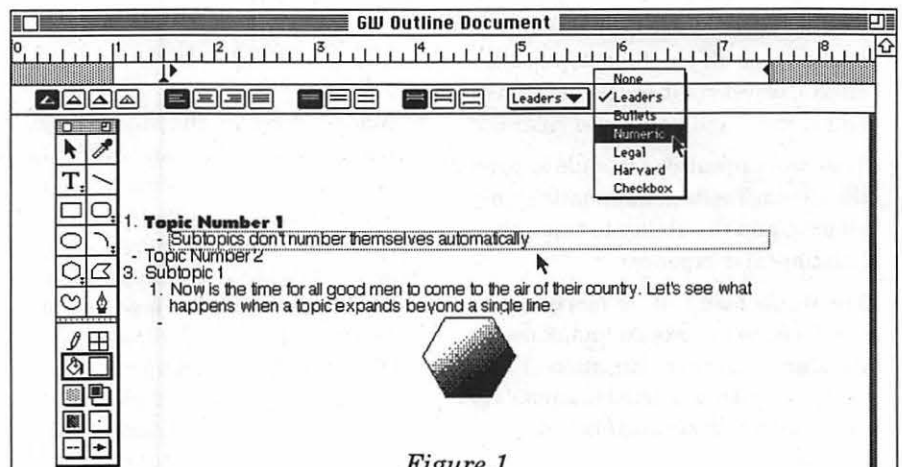 GW Outline Document
0 1 2 3 4 5 6 7 8
None
Leaders ✓Leaders
Bullets
Numeric
Legal
Harvard
Checkbox
T
1. Topic Number 1
Subtopics don't number themselves automatically
- Topic Number 2
3. Subtopic 1
1. Now is the time for all good men to come to the air of their country. Let's see what
happens when a topic expands beyond a single line.
-
Figure 1